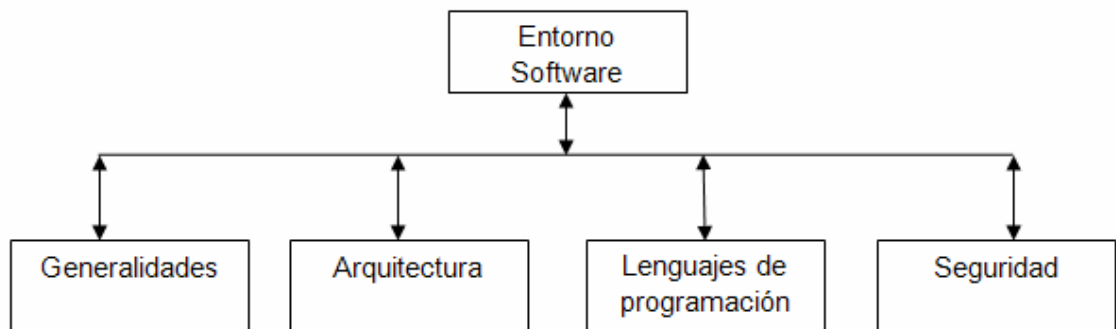 Entorno
Software
Generalidades
Arquitectura
Lenguajes de
programación
Seguridad